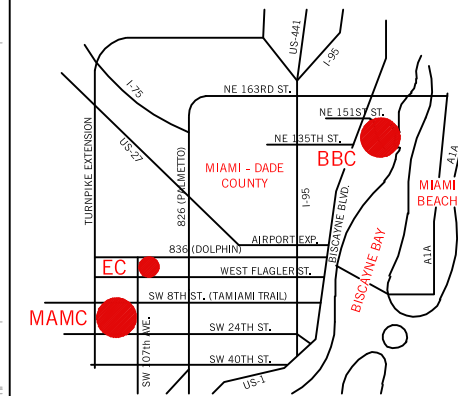 US-441
I-95
I-75
NE 163RD ST.
NE 151ST ST.
NE 135TH ST.
BBC
US-27
TURNPIKE EXTENSION
826 (PALMETTO)
MIAMI - DADE
COUNTY
I-95
BISCAYNE BLVD.
A1A
MIAMI
BEACH
AIRPORT EXP.
836 (DOLPHIN)
BISCAYNE BAY
A1A
EC
WEST FLAGLER ST.
SW 8TH ST. (TAMIAMI TRAIL)
MAMC
SW 107th AVE.
SW 24TH ST.
SW 40TH ST.
US-1